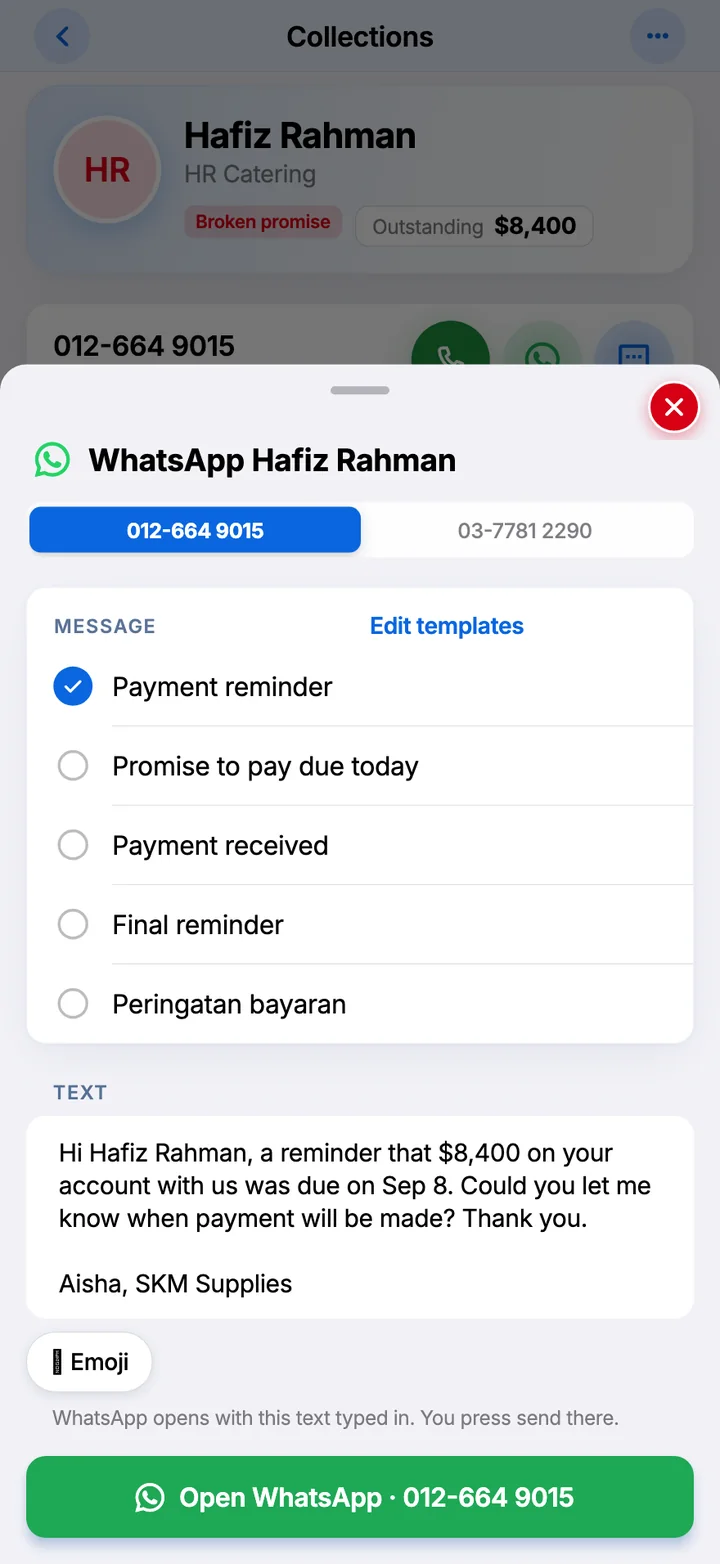 Collections
HR
Hafiz Rahman
HR Catering
Broken promise
Outstanding $8,400
012-664 9015
WhatsApp Hafiz Rahman
012-664 9015
03-7781 2290
MESSAGE
Edit templates
Payment reminder
Promise to pay due today
Payment received
Final reminder
Peringatan bayaran
TEXT
Hi Hafiz Rahman, a reminder that $8,400 on your
account with us was due on Sep 8. Could you let me
know when payment will be made? Thank you.
Aisha, SKM Supplies
Emoji
WhatsApp opens with this text typed in. You press send there.
Open WhatsApp · 012-664 9015